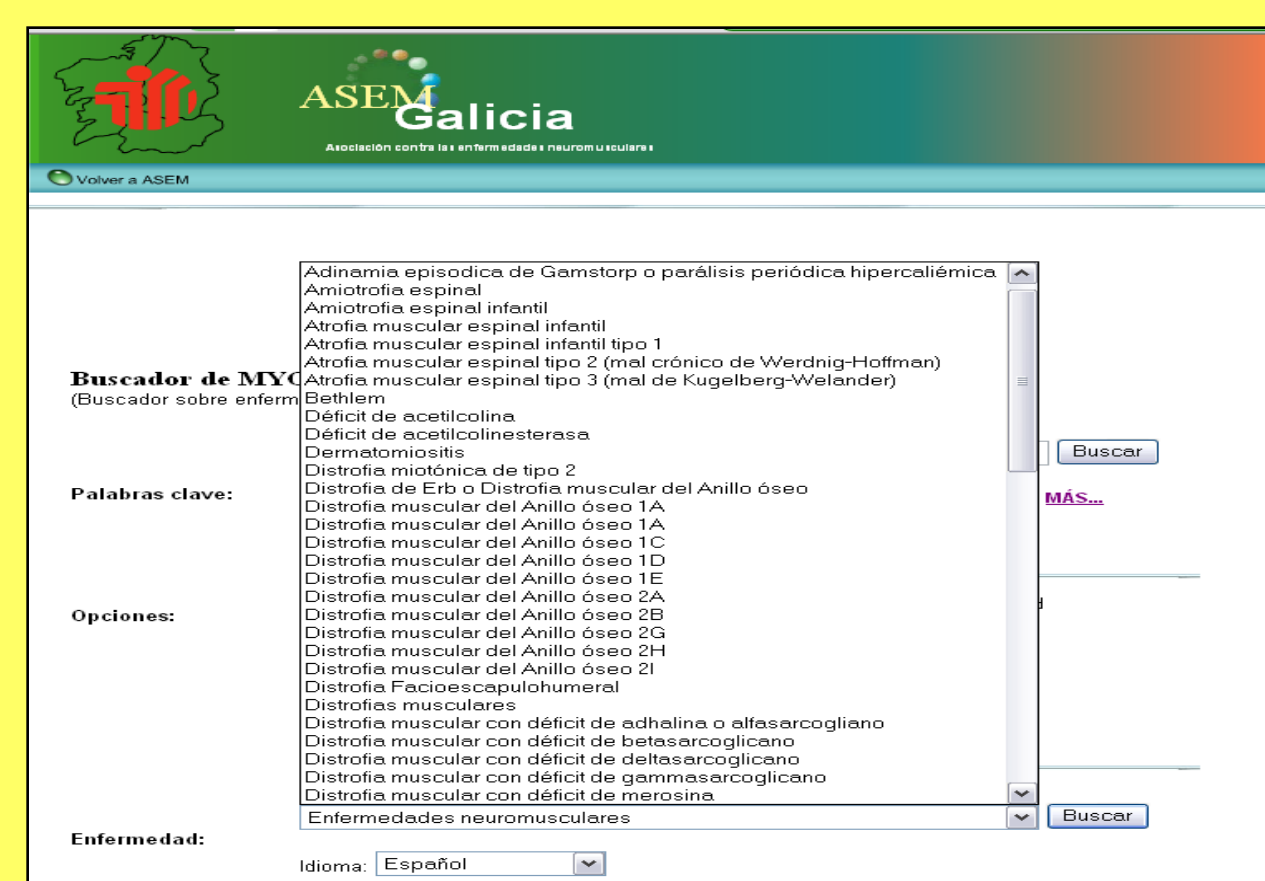 ASEM
Galicia
Asociación contra las enfermedades neuromusculares
Volver a ASEM
Adinamia episodica de Gamstorp o parálisis periódica hipercaliémica
Amiotrofia espinal
Amiotrofia espinal infantil
Atrofia muscular espinal infantil
Atrofia muscular espinal infantil tipo 1
Atrofia muscular espinal tipo 2 (mal crónico de Werdnig-Hoffman)
Buscador de MYO
Atrofia muscular espinal tipo 3 (mal de Kugelberg-Welander)
(Buscador sobre enferm
Bethlem
Déficit de acetilcolina
Déficit de acetilcolinesterasa
Dermatomiositis
Buscar
Distrofia miotónica de tipo 2
Distrofia de Erb o Distrofia muscular del Anillo óseo
Palabras clave:
MÁS...
Distrofia muscular del Anillo óseo 1A
Distrofia muscular del Anillo óseo 1A
Distrofia muscular del Anillo óseo 1C
Distrofia muscular del Anillo óseo 1D
Distrofia muscular del Anillo óseo 1E
Distrofia muscular del Anillo óseo 2A
Distrofia muscular del Anillo óseo 2B
Opciones:
Distrofia muscular del Anillo óseo 2G
Distrofia muscular del Anillo óseo 2H
Distrofia muscular del Anillo óseo 2I
Distrofia Facioescapulohumeral
Distrofias musculares
Distrofia muscular con déficit de adhalina o alfasarcogliano
Distrofia muscular con déficit de betasarcoglicano
Distrofia muscular con déficit de deltasarcoglicano
Distrofia muscular con déficit de gammasarcoglicano
Distrofia muscular con déficit de merosina
Enfermedades neuromusculares
Buscar
Enfermedad:
Idioma: Español